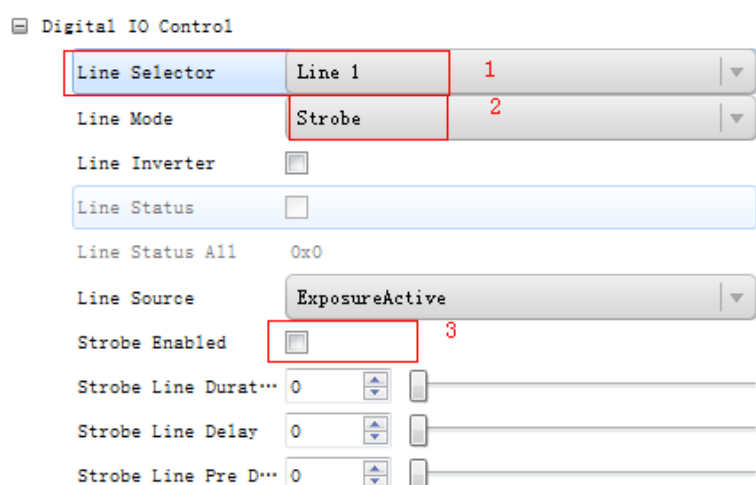 Digital IO Control
Line Selector Line 1 1
Line Mode Strobe 2
Line Inverter
Line Status
Line Status All 0x0
Line Source ExposureActive
Strobe Enabled 3
Strobe Line Durat··· 0
Strobe Line Delay 0
Strobe Line Pre D··· 0